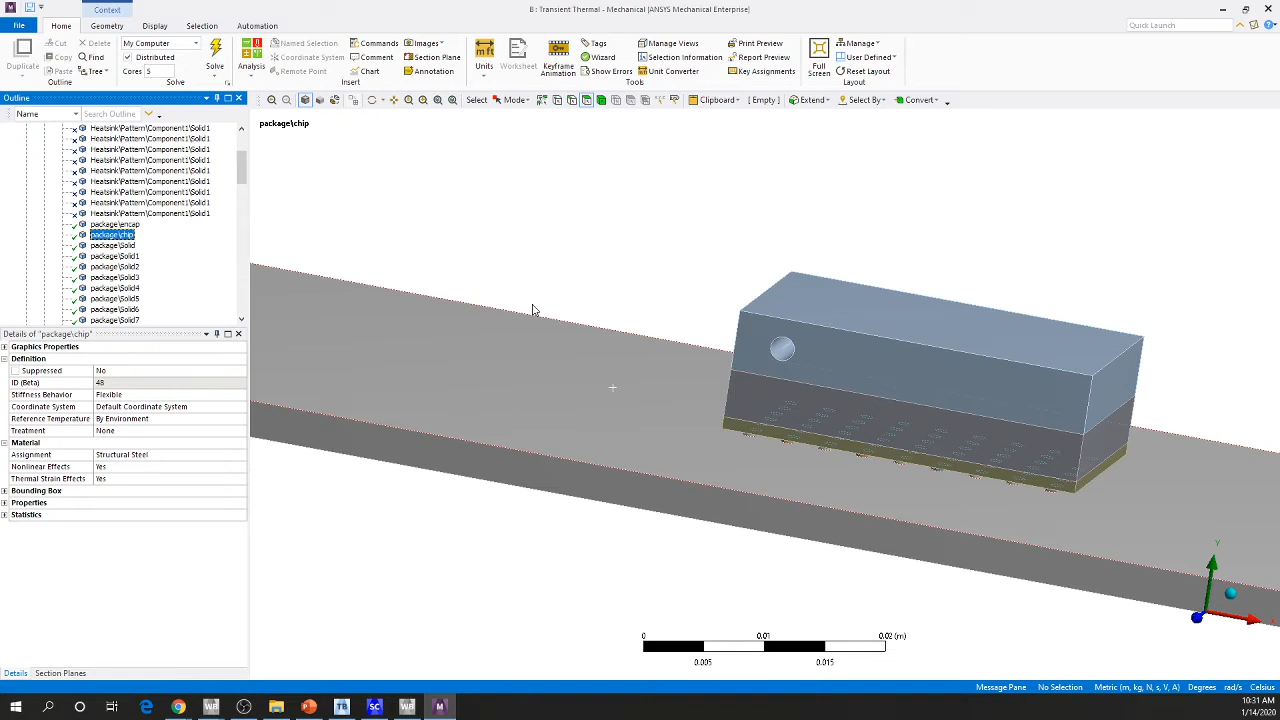 B : Transient Thermal - Mechanical [ANSYS Mechanical Enterprise]
Context
File Home Geometry Display Selection Automation
Quick Launch
Cut Delete My Computer Named Selection Commands Images Tags Manage Views Print Preview Manage
Duplicate Copy Find Distributed Solve Analysis Coordinate System Comment Section Plane Units Worksheet Keyframe Animation Wizard Selection Information Report Preview Full Screen User Defined
Paste Tree Cores 5 Remote Point Chart Annotation Show Errors Unit Converter Key Assignments Reset Layout
Outline Solve Insert Tools Layout
Outline
Select Mode Clipboard [Empty] Geometry Select By Convert
Name Search Outline
package\chip
Heatsink\Pattern\Component1\Solid1
Heatsink\Pattern\Component1\Solid1
Heatsink\Pattern\Component1\Solid1
Heatsink\Pattern\Component1\Solid1
Heatsink\Pattern\Component1\Solid1
Heatsink\Pattern\Component1\Solid1
Heatsink\Pattern\Component1\Solid1
Heatsink\Pattern\Component1\Solid1
Heatsink\Pattern\Component1\Solid1
package\encap
package\chip
package\Solid
package\Solid1
package\Solid2
package\Solid3
package\Solid4
package\Solid5
package\Solid6
package\Solid7
Details of "package\chip"
Graphics Properties
Definition
Suppressed No
ID (Beta) 48
Stiffness Behavior Flexible
Coordinate System Default Coordinate System
Reference Temperature By Environment
Treatment None
Material
Assignment Structural Steel
Nonlinear Effects Yes
Thermal Strain Effects Yes
Bounding Box
Properties
Statistics
Y
X
0 0.01 0.02 (m)
0.005 0.015
Details Section Planes
Message Pane No Selection Metric (m, kg, N, s, V, A) Degrees rad/s Celsius
10:31 AM
1/14/2020